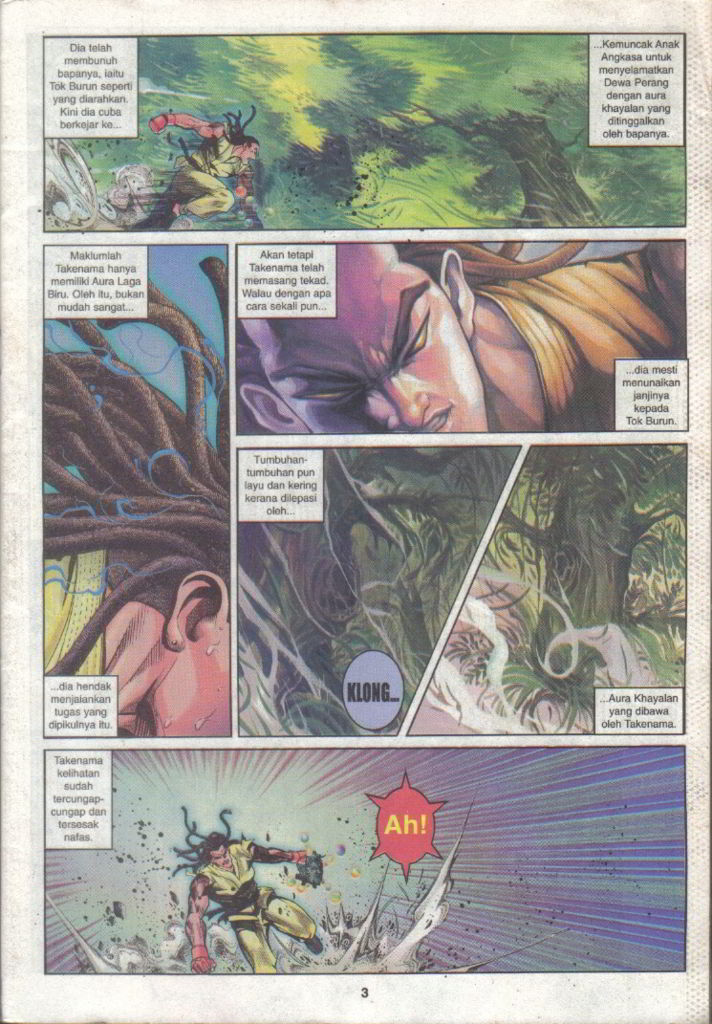 Dia telah
membunuh
bapanya, iaitu
Tok Burun seperti
yang diarahkan.
Kini dia cuba
berkejar ke...
...Kemuncak Anak
Angkasa untuk
menyelamatkan
Dewa Perang
dengan aura
khayalan yang
ditinggalkan
oleh bapanya.
Maklumlah
Takenama hanya
memiliki Aura Laga
Biru. Oleh itu, bukan
mudah sangat...
...dia hendak
menjalankan
tugas yang
dipikulnya itu.
Akan tetapi
Takenama telah
memasang tekad.
Walau dengan apa
cara sekali pun...
...dia mesti
menunaikan
janjinya
kepada
Tok Burun.
Tumbuhan-
tumbuhan pun
layu dan kering
kerana dilepasi
oleh...
KLONG...
...Aura Khayalan
yang dibawa
oleh Takenama.
Takenama
kelihatan
sudah
tercungap-
cungap dan
tersesak
nafas.
Ah!
3